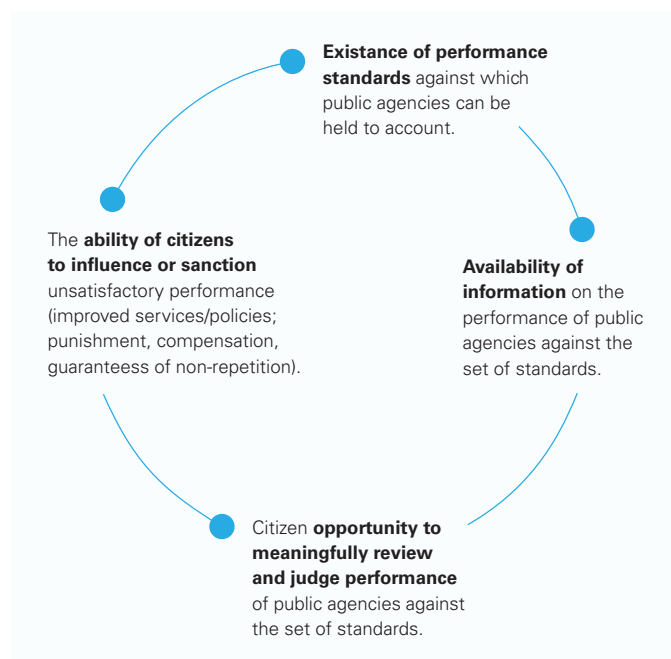 Existance of performance
standards against which
public agencies can be
held to account.
Availability of
information on the
performance of public
agencies against the
set of standards.
Citizen opportunity to
meaningfully review
and judge performance
of public agencies against
the set of standards.
The ability of citizens
to influence or sanction
unsatisfactory performance
(improved services/policies;
punishment, compensation,
guaranteess of non-repetition).